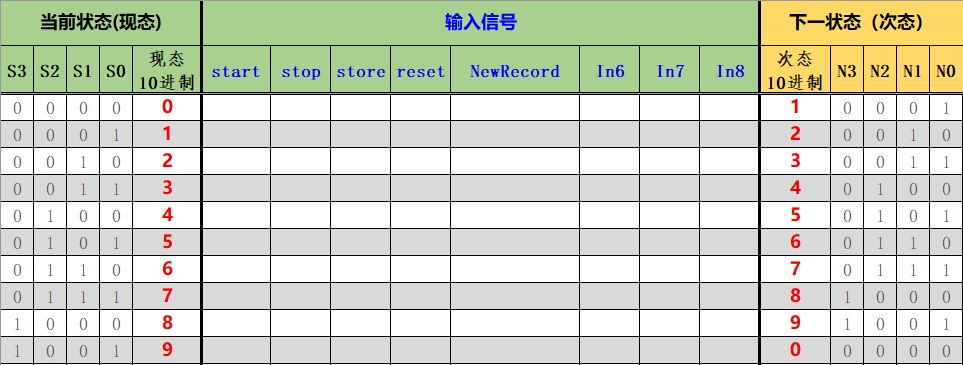 当前状态(现态) 输入信号 下一状态（次态）
S3 S2 S1 S0 现态 10进制 start stop store reset NewRecord In6 In7 In8 次态 10进制 N3 N2 N1 N0
0 0 0 0 0 1 0 0 0 1
0 0 0 1 1 2 0 0 1 0
0 0 1 0 2 3 0 0 1 1
0 0 1 1 3 4 0 1 0 0
0 1 0 0 4 5 0 1 0 1
0 1 0 1 5 6 0 1 1 0
0 1 1 0 6 7 0 1 1 1
0 1 1 1 7 8 1 0 0 0
1 0 0 0 8 9 1 0 0 1
1 0 0 1 9 0 0 0 0 0